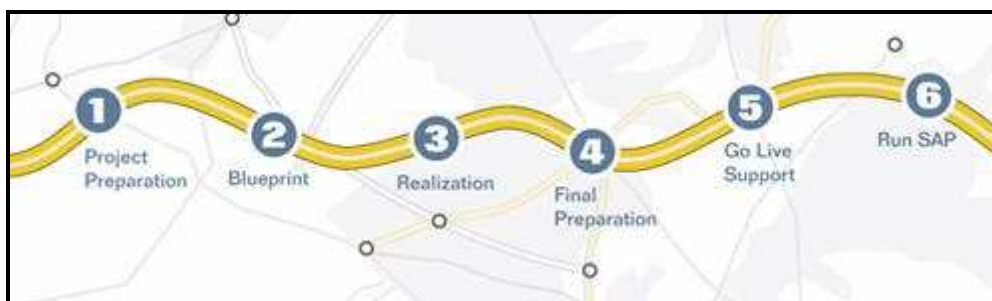 1
Project
Preparation
2
Blueprint
3
Realization
4
Final
Preparation
5
Go Live
Support
6
Run SAP